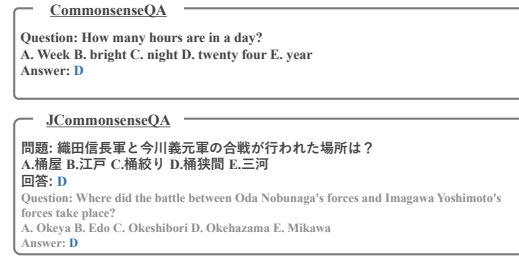 CommonsenseQA
Question: How many hours are in a day?
A. Week B. bright C. night D. twenty four E. year
Answer: D
JCommonsenseQA
問題: 織田信長軍と今川義元軍の合戦が行われた場所は？
A.桶屋 B.江戸 C.桶絞り D.桶狭間 E.三河
回答: D
Question: Where did the battle between Oda Nobunaga's forces and Imagawa Yoshimoto's
forces take place?
A. Okeya B. Edo C. Okeshibori D. Okehazama E. Mikawa
Answer: D